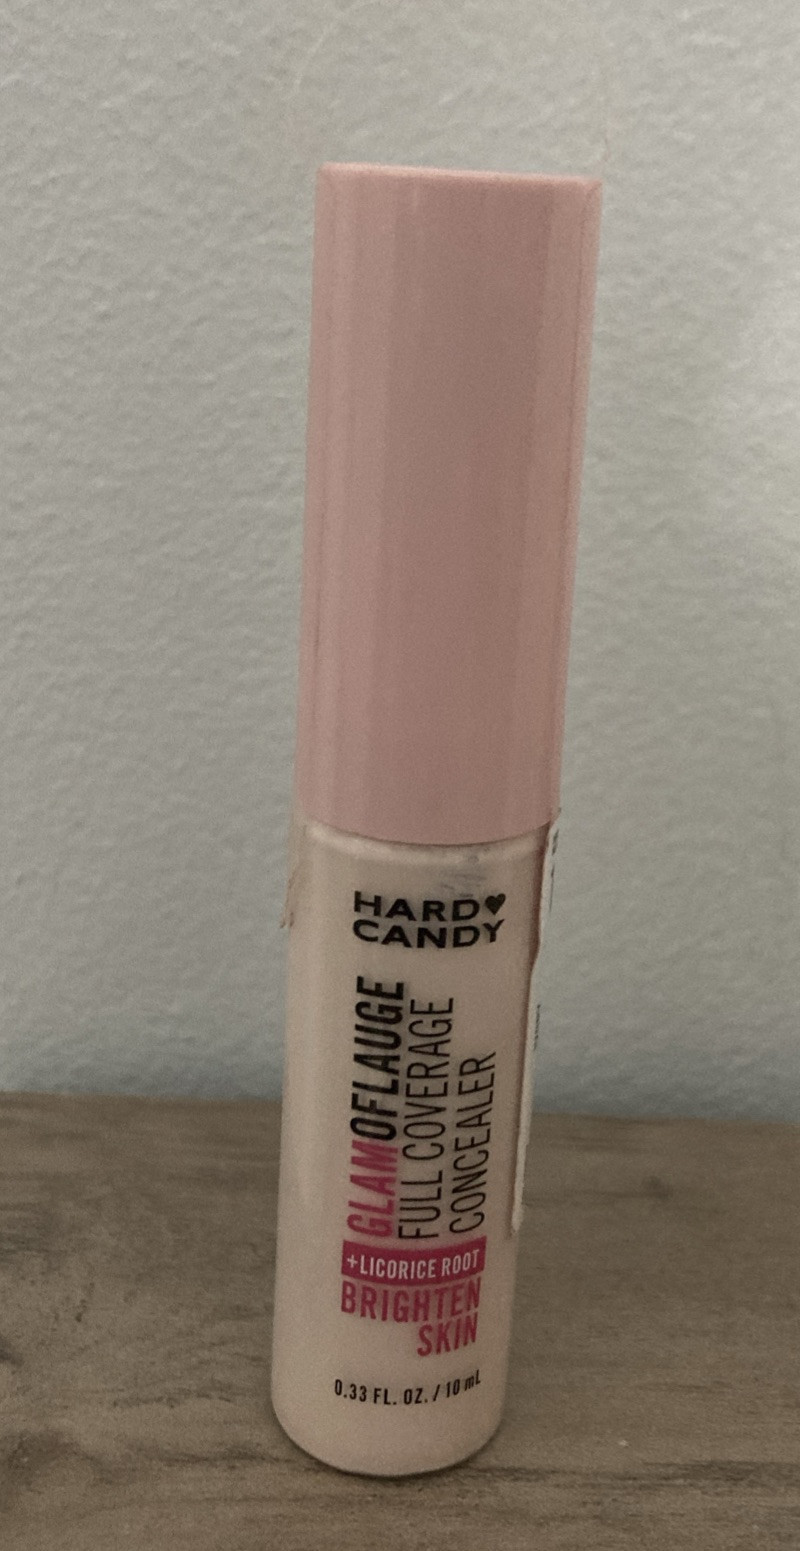 HARD♥
CANDY
GLAMOFLAUGE
FULL COVERAGE
CONCEALER
+LICORICE ROOT
BRIGHTEN
SKIN
0.33 FL. OZ. / 10 mL